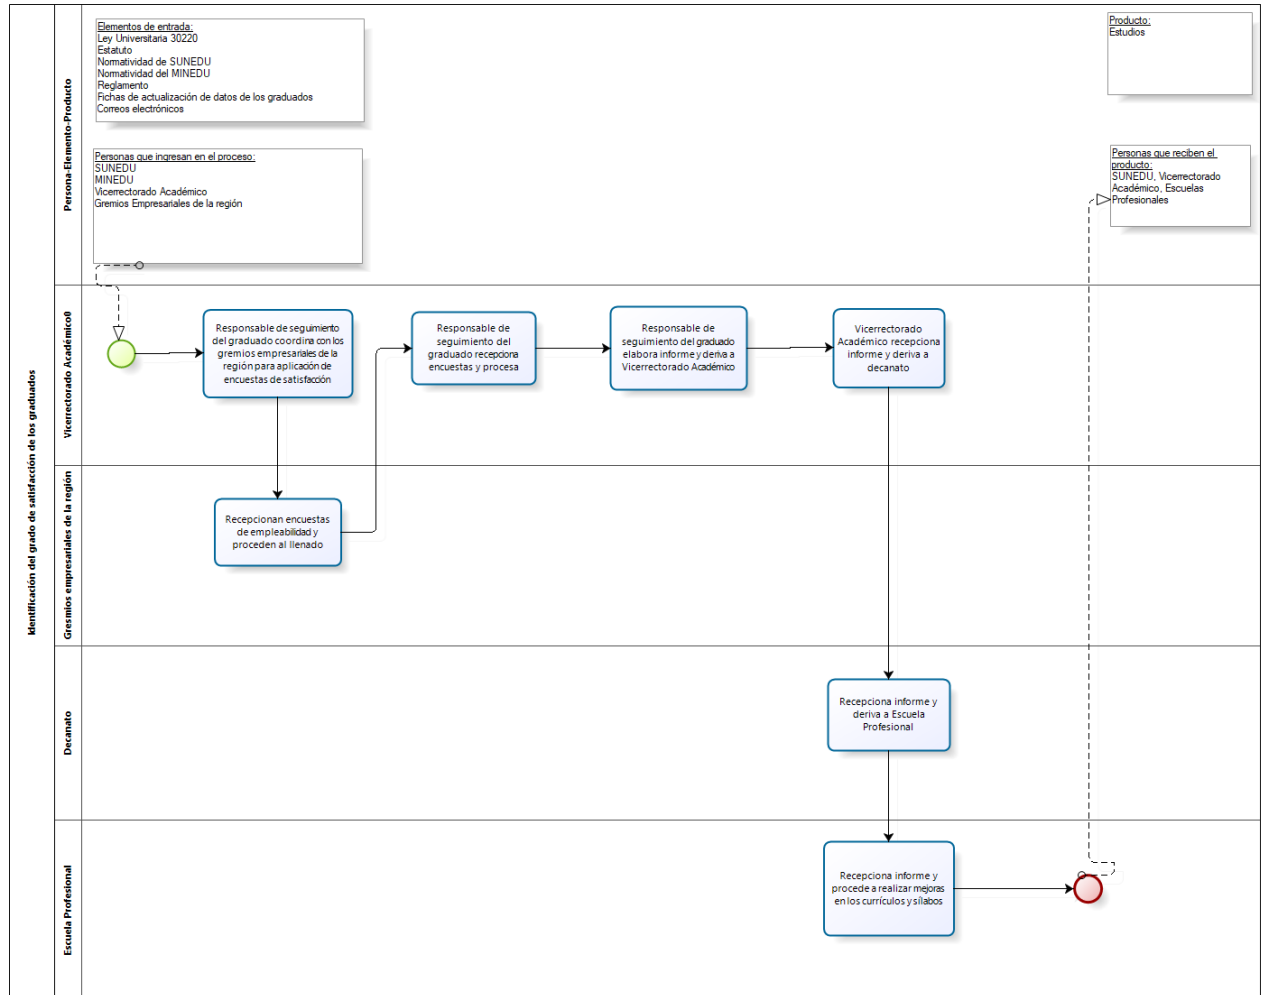 Identificación del grado de satisfacción de los graduados
Persona-Elemento-Producto
Elementos de entrada:
Ley Universitaria 30220
Estatuto
Normatividad de SUNEDU
Normatividad del MINEDU
Reglamento
Fichas de actualización de datos de los graduados
Correos electrónicos
Personas que ingresan en el proceso:
SUNEDU
MINEDU
Vicerrectorado Académico
Gremios Empresariales de la región
Producto:
Estudios
Personas que reciben el
producto:
SUNEDU, Vicerrectorado
Académico, Escuelas
Profesionales
Vicerrectorado Académico0
Responsable de seguimiento
del graduado coordina con los
gremios empresariales de la
región para aplicación de
encuestas de satisfacción
Responsable de
seguimiento del
graduado recepciona
encuestas y procesa
Responsable de
seguimiento del graduado
elabora informe y deriva a
Vicerrectorado Académico
Vicerrectorado
Académico recepciona
informe y deriva a
decanato
Gresmios empresariales de la región
Recepcionan encuestas
de empleabilidad y
proceden al llenado
Decanato
Recepciona informe y
deriva a Escuela
Profesional
Escuela Profesional
Recepciona informe y
procede a realizar mejoras
en los currículos y sílabos